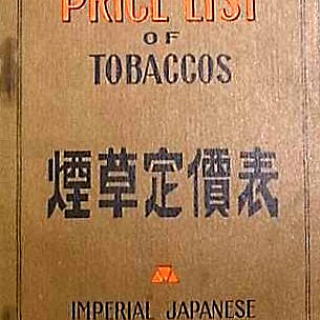 PRICE LIST
OF
TOBACCOS
煙草定價表
IMPERIAL JAPANESE